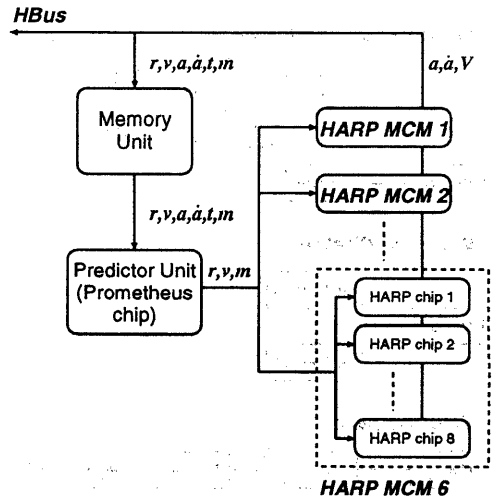 HBus
r,v,a,ȧ,t,m
a,ȧ,V
Memory
Unit
HARP MCM 1
HARP MCM 2
r,v,a,ȧ,t,m
Predictor Unit
(Prometheus
chip)
r,v,m
HARP chip 1
HARP chip 2
HARP chip 8
HARP MCM 6